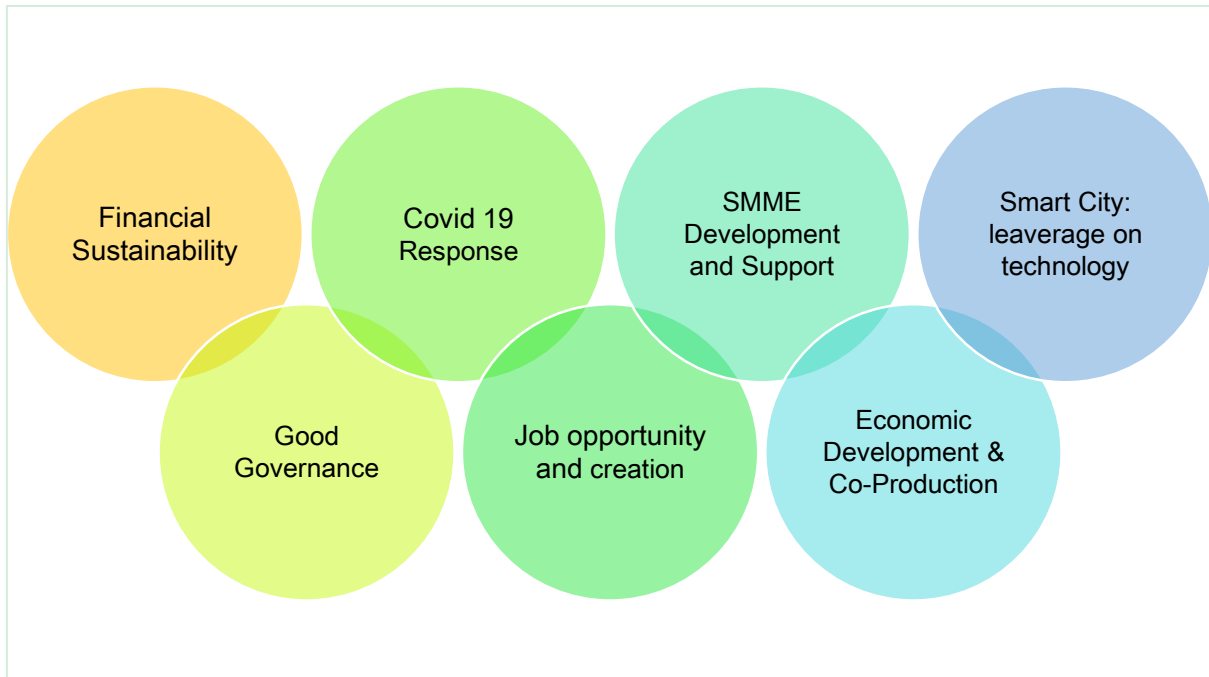 Financial
Sustainability
Covid 19
Response
SMME
Development
and Support
Smart City:
leaverage on
technology
Good
Governance
Job opportunity
and creation
Economic
Development &
Co-Production